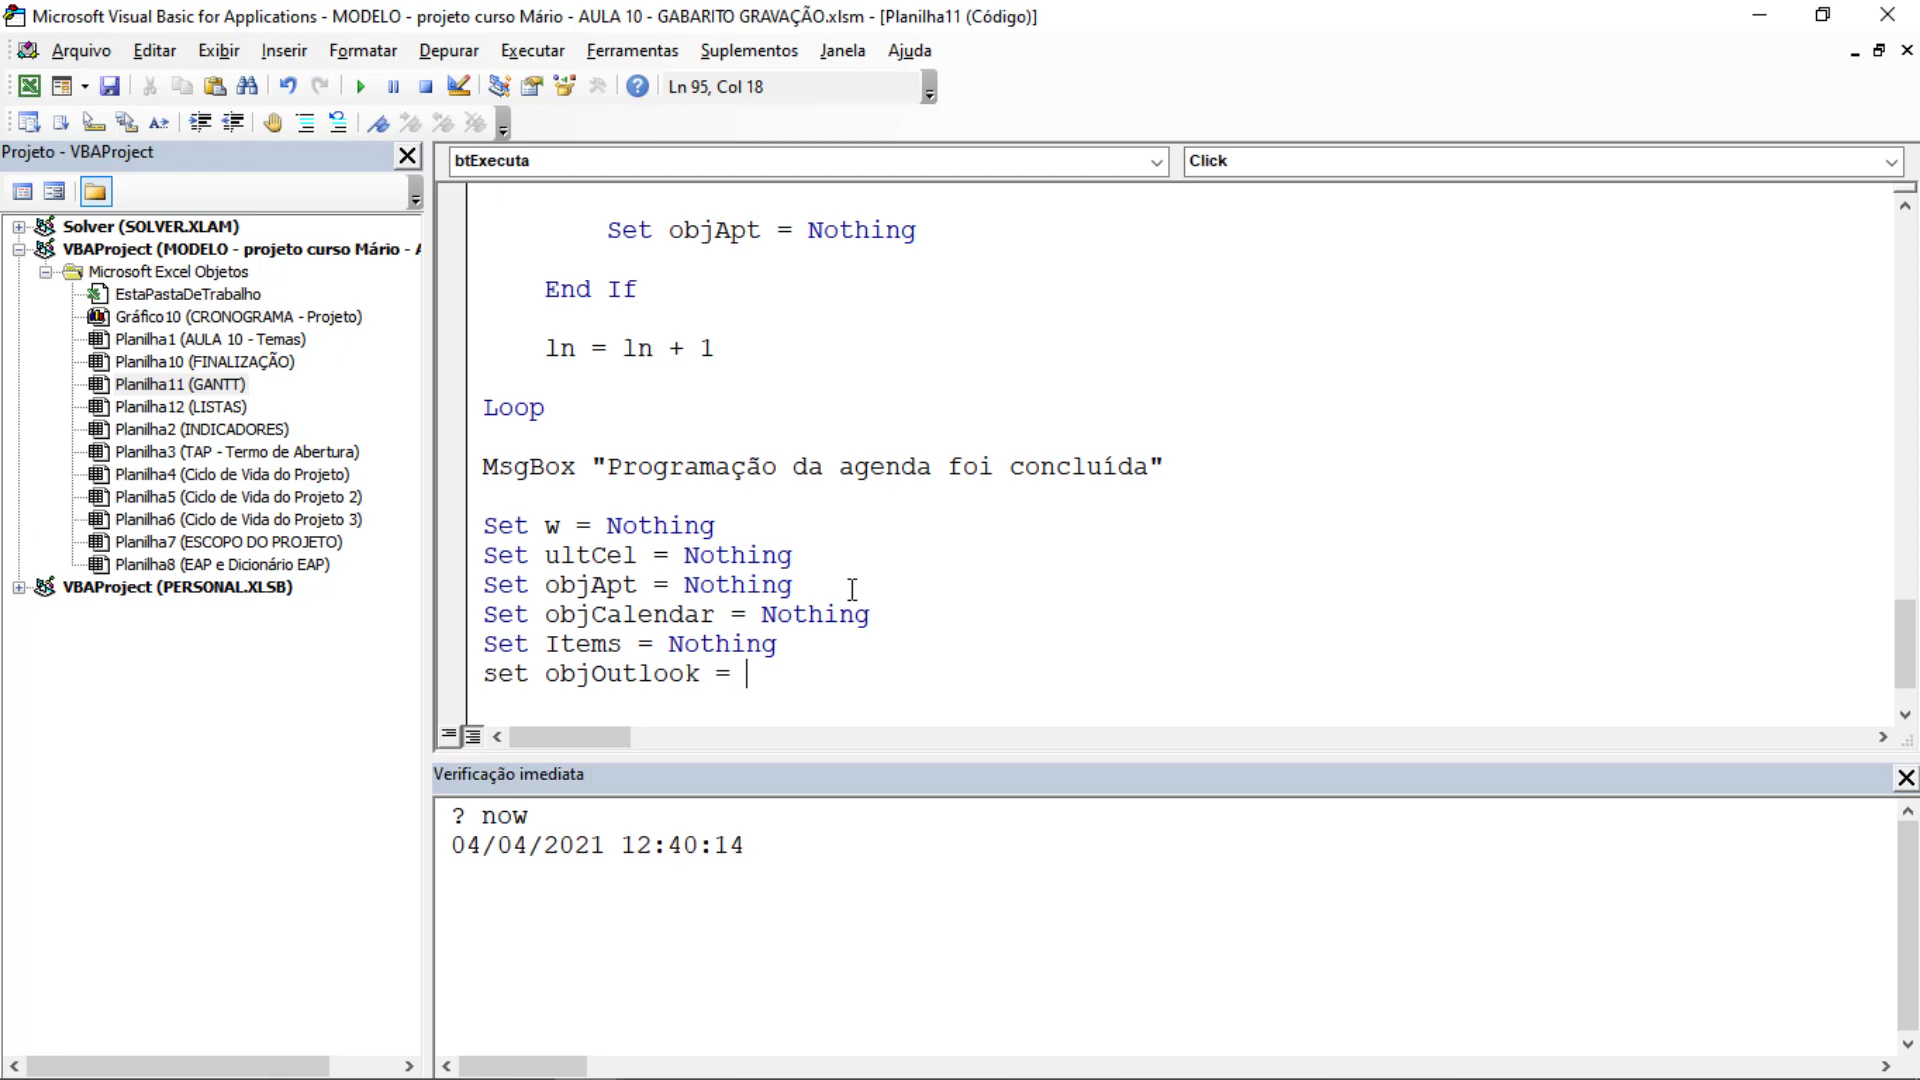 Microsoft Visual Basic for Applications - MODELO - projeto curso Mário - AULA 10 - GABARITO GRAVAÇÃO.xlsm - [Planilha11 (Código)]
Arquivo Editar Exibir Inserir Formatar Depurar Executar Ferramentas Suplementos Janela Ajuda
Ln 95, Col 18
Projeto - VBAProject
Solver (SOLVER.XLAM)
VBAProject (MODELO - projeto curso Mário - A
Microsoft Excel Objetos
EstaPastaDeTrabalho
Gráfico10 (CRONOGRAMA - Projeto)
Planilha1 (AULA 10 - Temas)
Planilha10 (FINALIZAÇÃO)
Planilha11 (GANTT)
Planilha12 (LISTAS)
Planilha2 (INDICADORES)
Planilha3 (TAP - Termo de Abertura)
Planilha4 (Ciclo de Vida do Projeto)
Planilha5 (Ciclo de Vida do Projeto 2)
Planilha6 (Ciclo de Vida do Projeto 3)
Planilha7 (ESCOPO DO PROJETO)
Planilha8 (EAP e Dicionário EAP)
VBAProject (PERSONAL.XLSB)
btExecuta
Click
Set objApt = Nothing
End If
ln = ln + 1
Loop
MsgBox "Programação da agenda foi concluída"
Set w = Nothing
Set ultCel = Nothing
Set objApt = Nothing
Set objCalendar = Nothing
Set Items = Nothing
set objOutlook =
Verificação imediata
? now
04/04/2021 12:40:14